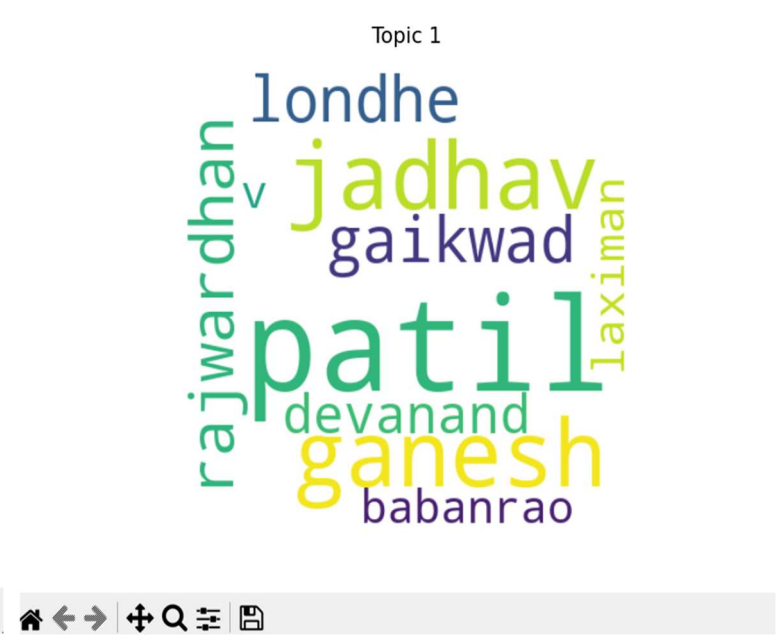 Topic 1
londhe
rajwardhan
v
jadhav
gaikwad
laximan
patil
devanand
ganesh
babanrao